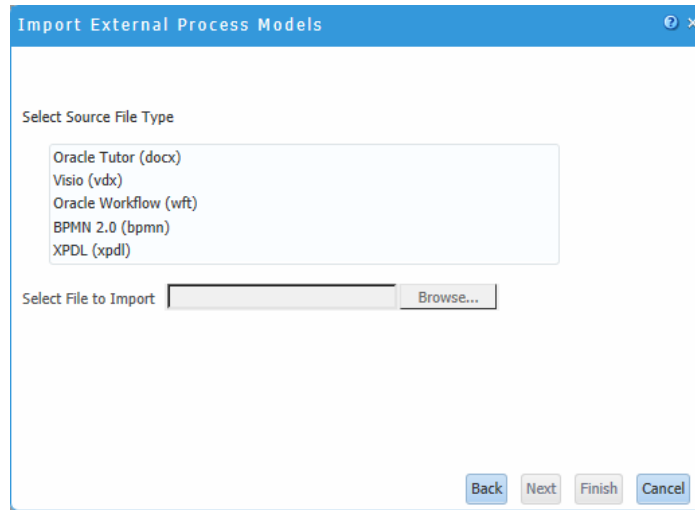 Import External Process Models
Select Source File Type
Oracle Tutor (docx)
Visio (vdx)
Oracle Workflow (wft)
BPMN 2.0 (bpmn)
XPDL (xpdl)
Select File to Import Browse...
Back Next Finish Cancel